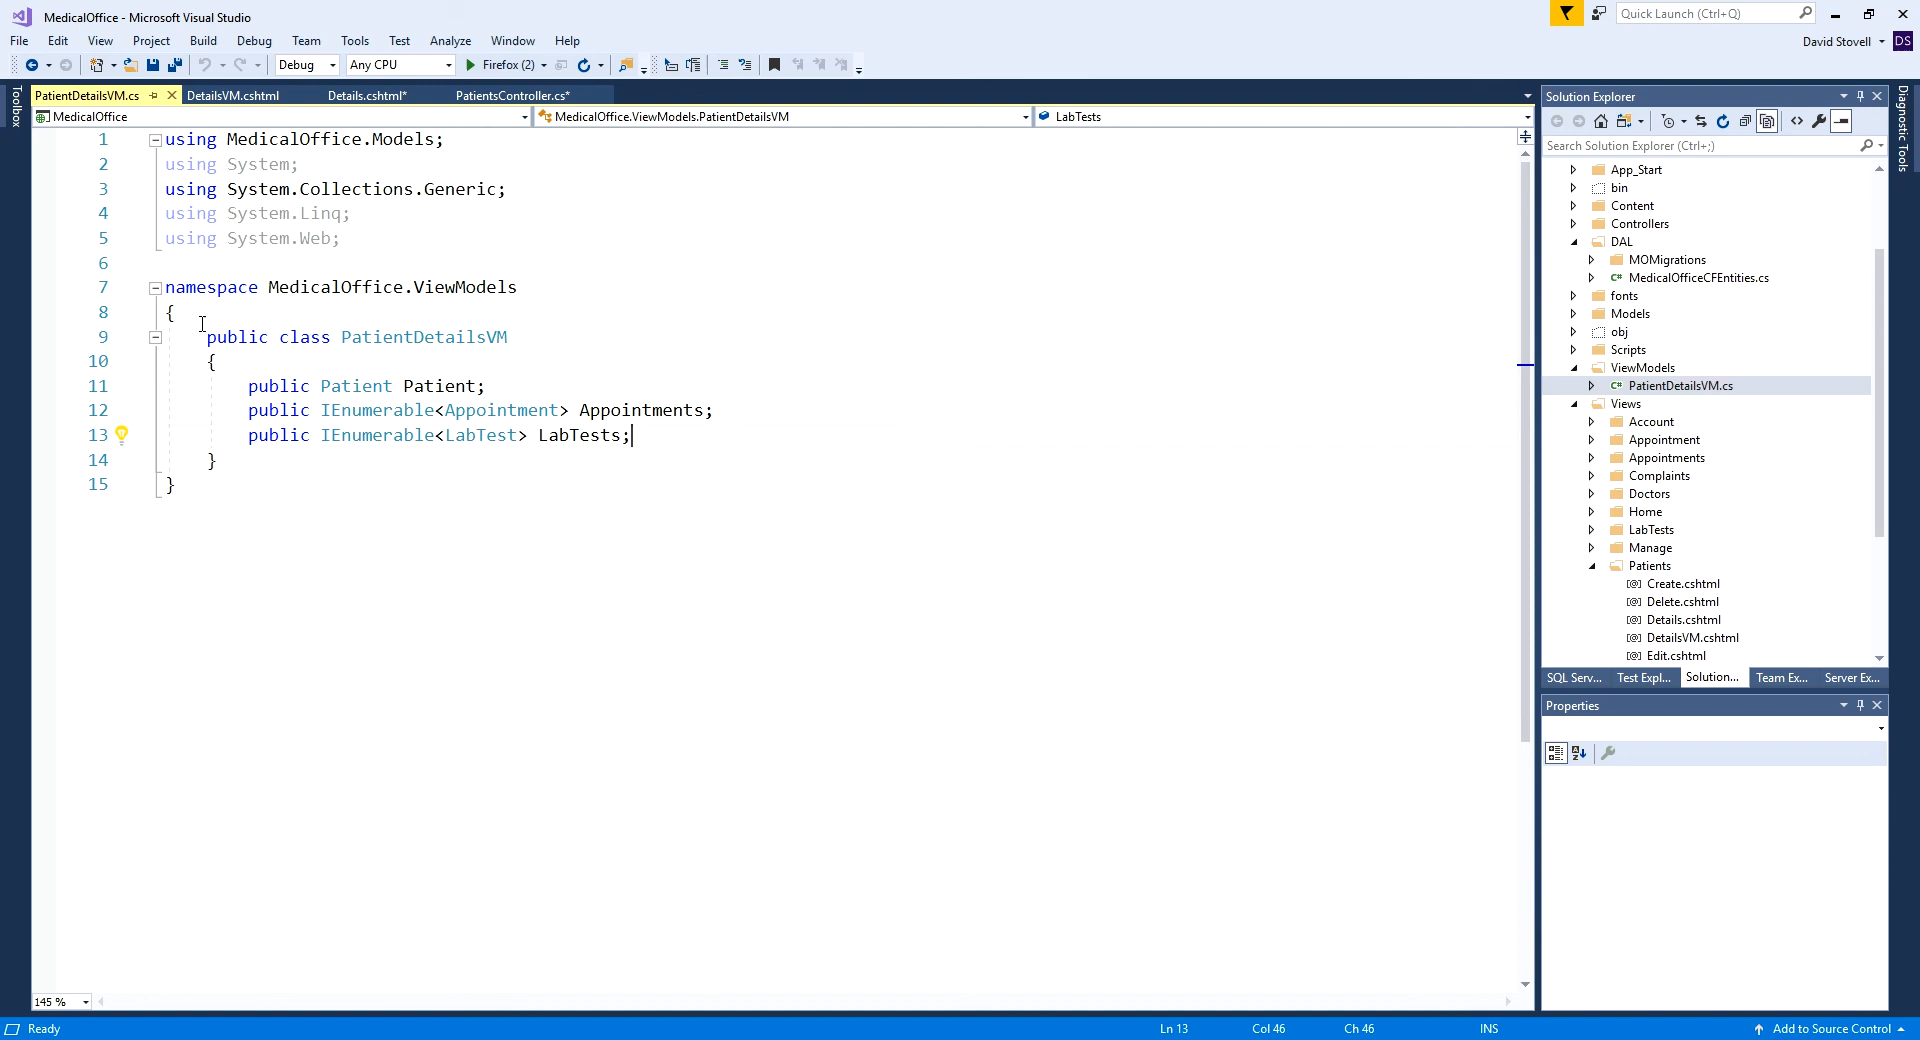 MedicalOffice - Microsoft Visual Studio
Quick Launch (Ctrl+Q)
File Edit View Project Build Debug Team Tools Test Analyze Window Help
David Stovell DS
Debug Any CPU Firefox (2)
Toolbox
PatientDetailsVM.cs DetailsVM.cshtml Details.cshtml* PatientsController.cs*
MedicalOffice MedicalOffice.ViewModels.PatientDetailsVM LabTests
1 using MedicalOffice.Models;
2 using System;
3 using System.Collections.Generic;
4 using System.Linq;
5 using System.Web;
6
7 namespace MedicalOffice.ViewModels
8 {
9 public class PatientDetailsVM
10 {
11 public Patient Patient;
12 public IEnumerable<Appointment> Appointments;
13 public IEnumerable<LabTest> LabTests;
14 }
15 }
145 %
Solution Explorer
Search Solution Explorer (Ctrl+;)
App_Start
bin
Content
Controllers
DAL
MOMigrations
C# MedicalOfficeCFEntities.cs
fonts
Models
obj
Scripts
ViewModels
C# PatientDetailsVM.cs
Views
Account
Appointment
Appointments
Complaints
Doctors
Home
LabTests
Manage
Patients
[@] Create.cshtml
[@] Delete.cshtml
[@] Details.cshtml
[@] DetailsVM.cshtml
[@] Edit.cshtml
SQL Serv... Test Expl... Solution... Team Ex... Server Ex...
Properties
Diagnostic Tools
Ready Ln 13 Col 46 Ch 46 INS Add to Source Control